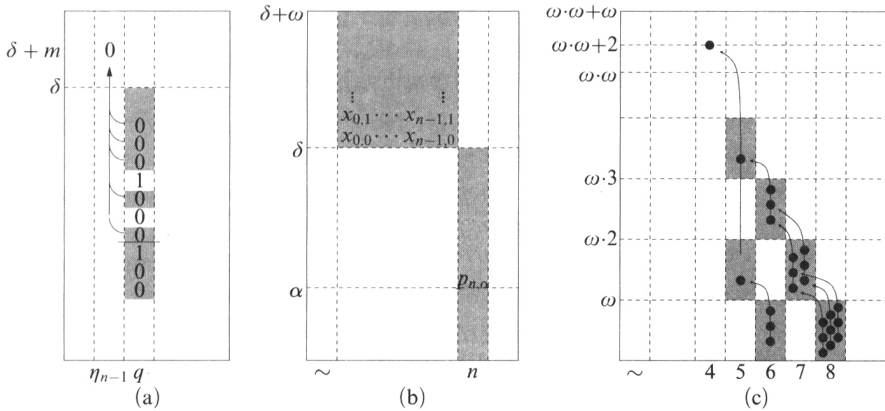 δ + m
0
δ
0
0
0
1
0
0
0
1
0
0
η_{n−1} q
(a)
δ+ω
⋮ ⋮
x_{0,1} ⋯ x_{n−1,1}
x_{0,0} ⋯ x_{n−1,0}
δ
α
p_{n,α}
∼ n
(b)
ω·ω+ω
ω·ω+2
ω·ω
ω·3
ω·2
ω
∼ 4 5 6 7 8
(c)